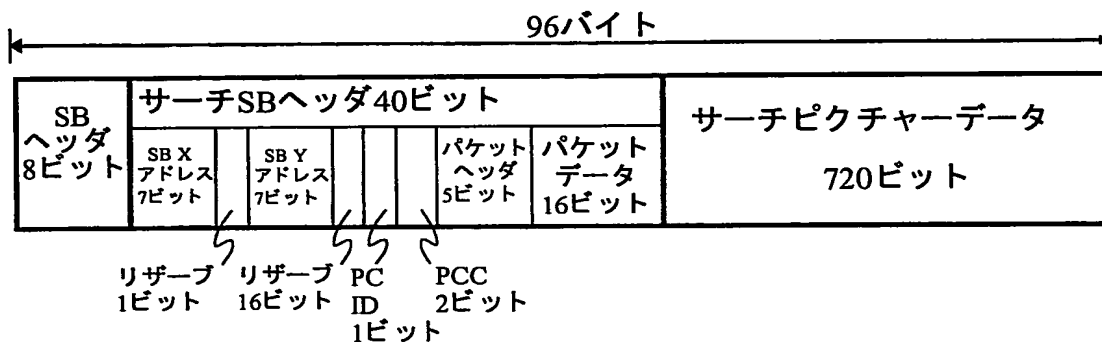 96バイト
SB
ヘッダ
8ビット
サーチSBヘッダ40ビット
SB X
アドレス
7ビット
SB Y
アドレス
7ビット
パケット
ヘッダ
5ビット
パケット
データ
16ビット
サーチピクチャーデータ
720ビット
リザーブ
1ビット
リザーブ
16ビット
PC
ID
1ビット
PCC
2ビット